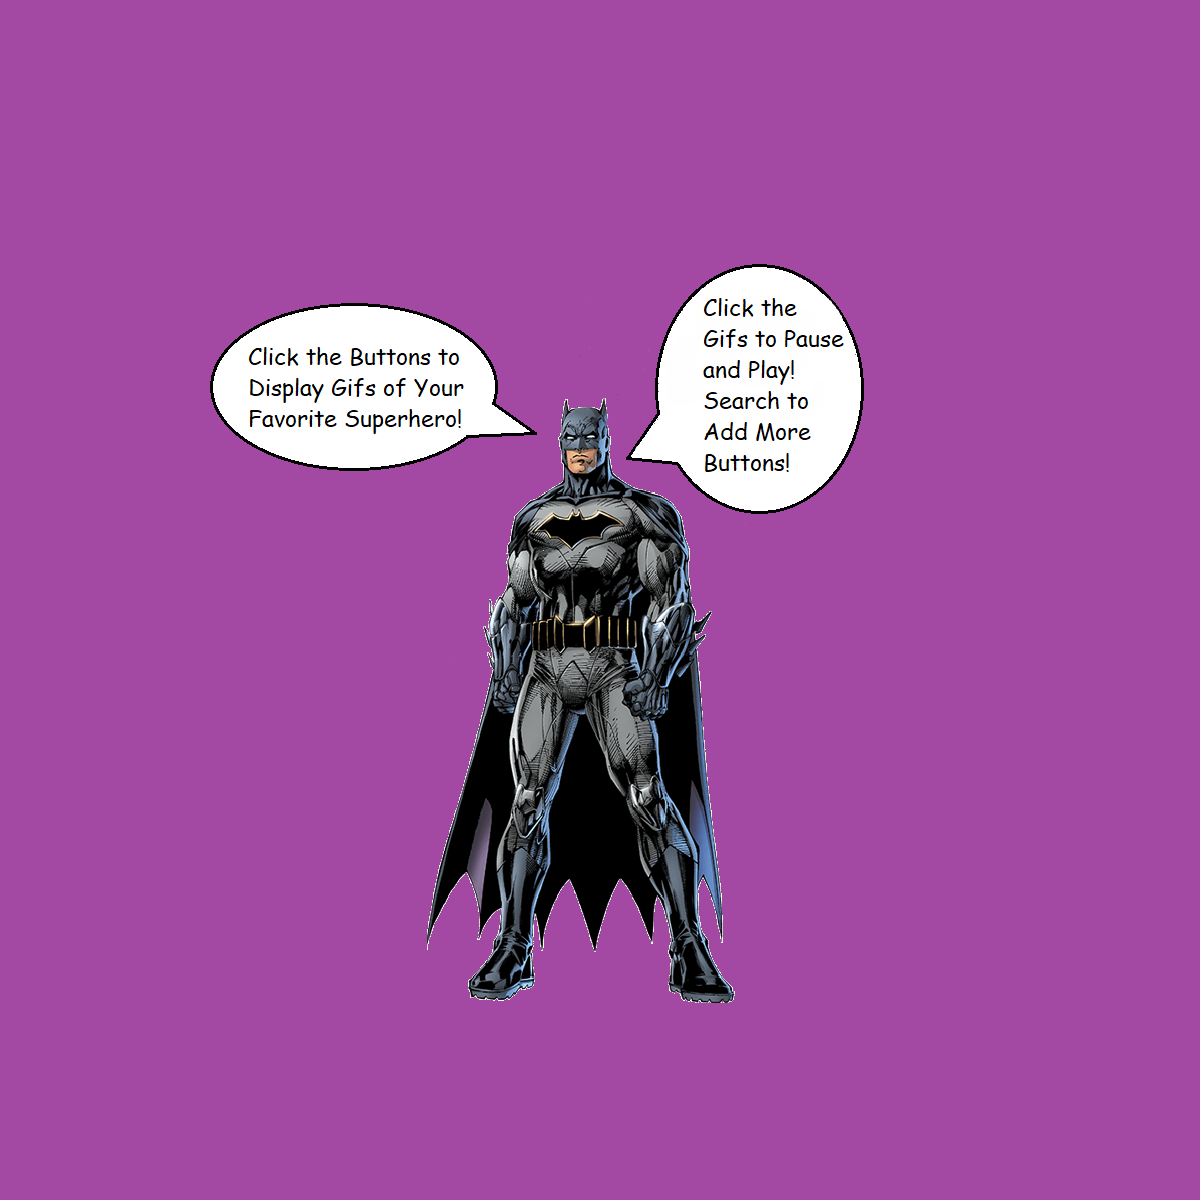 Click the Buttons to
Display Gifs of Your
Favorite Superhero!
Click the
Gifs to Pause
and Play!
Search to
Add More
Buttons!